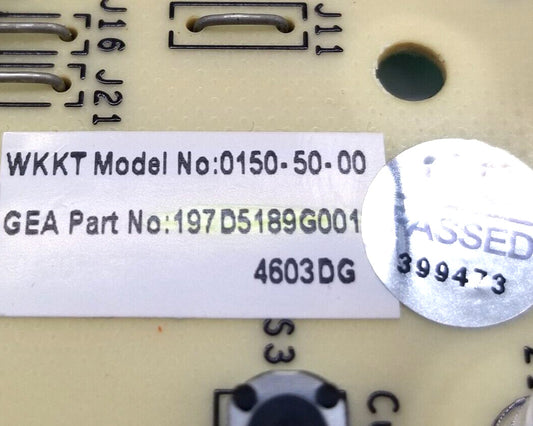 J16
J21
J11
WKKT Model No:0150-50-00
GEA Part No:197D5189G001
4603DG
ASSED
399473
S3